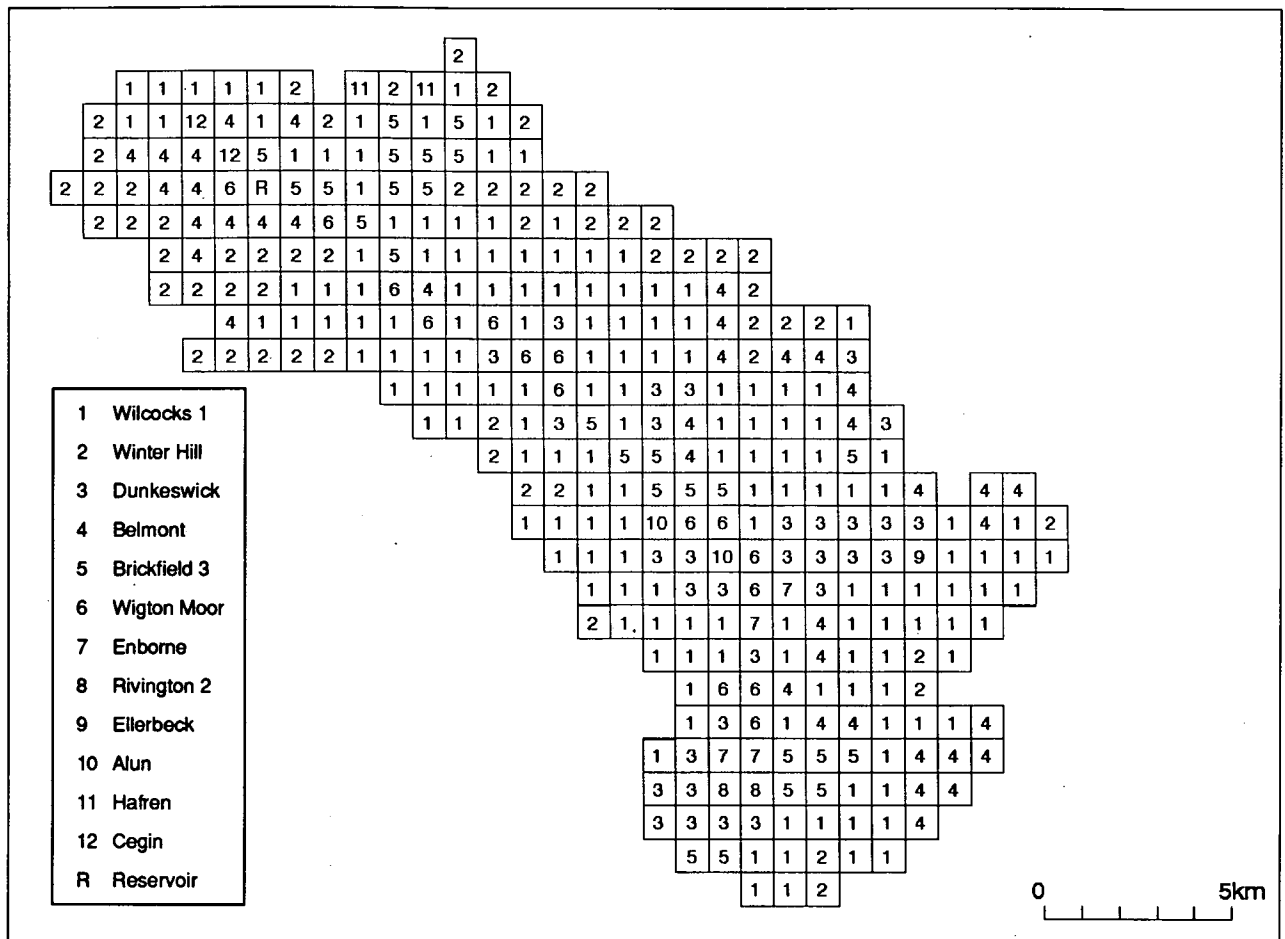 2
1 1 1 1 1 2 11 2 11 1 2
2 1 1 12 4 1 4 2 1 5 1 5 1 2
2 4 4 4 12 5 1 1 1 5 5 5 1 1
2 2 2 4 4 6 R 5 5 1 5 5 2 2 2 2 2
2 2 2 4 4 4 4 6 5 1 1 1 1 2 1 2 2 2
2 4 2 2 2 2 1 5 1 1 1 1 1 1 1 2 2 2 2
2 2 2 2 1 1 1 6 4 1 1 1 1 1 1 1 1 4 2
4 1 1 1 1 1 6 1 6 1 3 1 1 1 1 4 2 2 2 1
2 2 2 2 2 1 1 1 1 3 6 6 1 1 1 1 4 2 4 4 3
1 1 1 1 1 6 1 1 3 3 1 1 1 1 4
1 1 2 1 3 5 1 3 4 1 1 1 1 4 3
2 1 1 1 5 5 4 1 1 1 1 5 1
2 2 1 1 5 5 5 1 1 1 1 1 4 4 4
1 1 1 1 10 6 6 1 3 3 3 3 3 1 4 1 2
1 1 1 3 3 10 6 3 3 3 3 9 1 1 1 1
1 1 1 3 3 6 7 3 1 1 1 1 1 1
2 1 1 1 1 7 1 4 1 1 1 1 1
1 1 1 3 1 4 1 1 2 1
1 6 6 4 1 1 1 2
1 3 6 1 4 4 1 1 1 4
1 3 7 7 5 5 5 1 4 4 4
3 3 8 8 5 5 1 1 4 4
3 3 3 3 1 1 1 1 4
5 5 1 1 2 1 1
1 1 2
1 Wilcocks 1
2 Winter Hill
3 Dunkeswick
4 Belmont
5 Brickfield 3
6 Wigton Moor
7 Enborne
8 Rivington 2
9 Ellerbeck
10 Alun
11 Hafren
12 Cegin
R Reservoir
0 5km